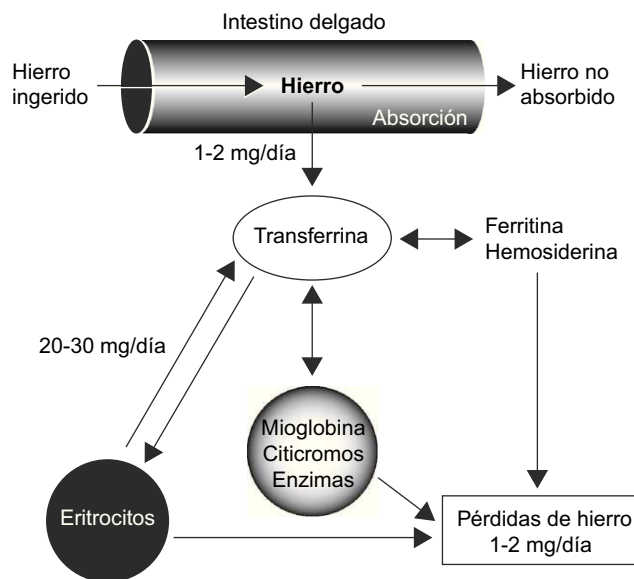 Intestino delgado
Hierro
ingerido
Hierro
Hierro no
absorbido
Absorción
1-2 mg/día
Transferrina
Ferritina
Hemosiderina
20-30 mg/día
Mioglobina
Citicromos
Enzimas
Eritrocitos
Pérdidas de hierro
1-2 mg/día